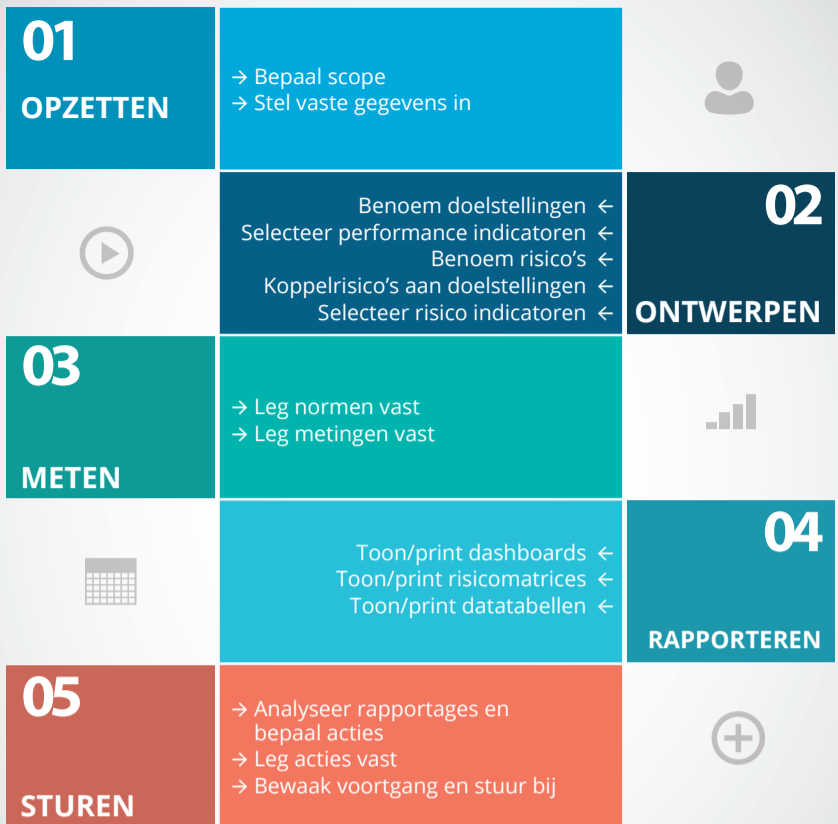 01
OPZETTEN
→ Bepaal scope
→ Stel vaste gegevens in
02
ONTWERPEN
Benoem doelstellingen ←
Selecteer performance indicatoren ←
Benoem risico's ←
Koppelrisico's aan doelstellingen ←
Selecteer risico indicatoren ←
03
METEN
→ Leg normen vast
→ Leg metingen vast
04
RAPPORTEREN
Toon/print dashboards ←
Toon/print risicomatrices ←
Toon/print datatabellen ←
05
STUREN
→ Analyseer rapportages en
bepaal acties
→ Leg acties vast
→ Bewaak voortgang en stuur bij